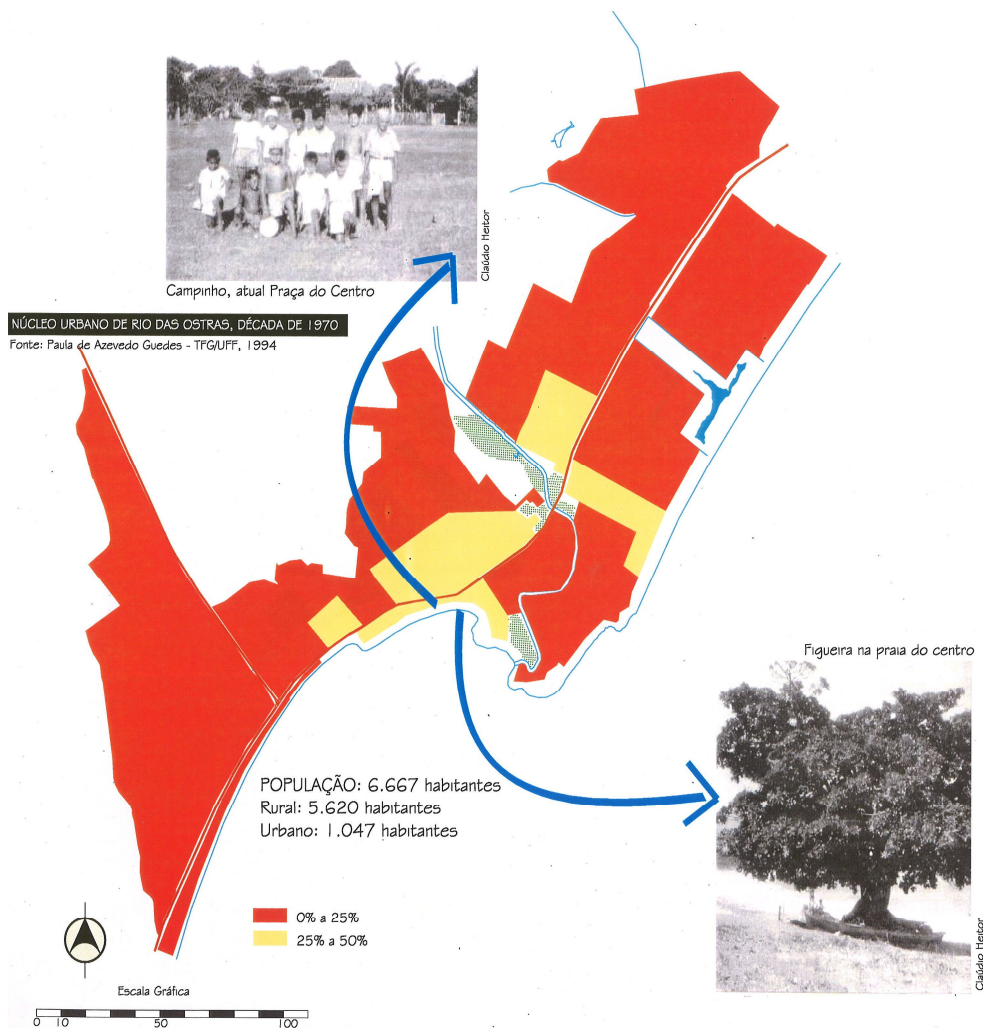 Claúdio Heitor
Campinho, atual Praça do Centro
NÚCLEO URBANO DE RIO DAS OSTRAS, DÉCADA DE 1970
Fonte: Paula de Azevedo Guedes - TFG/UFF, 1994
Figueira na praia do centro
POPULAÇÃO: 6.667 habitantes
Rural: 5.620 habitantes
Urbano: 1.047 habitantes
0% a 25%
25% a 50%
Claúdio Heitor
Escala Gráfica
0 10 50 100